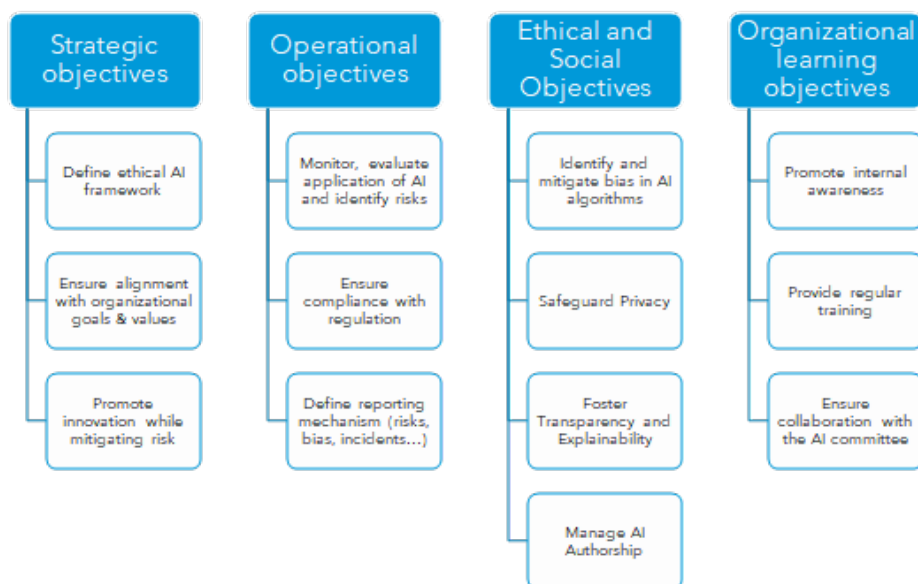 Strategic
objectives
Define ethical AI
framework
Ensure alignment
with organizational
goals & values
Promote
innovation while
mitigating risk
Operational
objectives
Monitor, evaluate
application of AI
and identify risks
Ensure
compliance with
regulation
Define reporting
mechanism (risks,
bias, incidents...)
Ethical and
Social
Objectives
Identify and
mitigate bias in AI
algorithms
Safeguard Privacy
Foster
Transparency and
Explainability
Manage AI
Authorship
Organizational
learning
objectives
Promote internal
awareness
Provide regular
training
Ensure
collaboration with
the AI committee